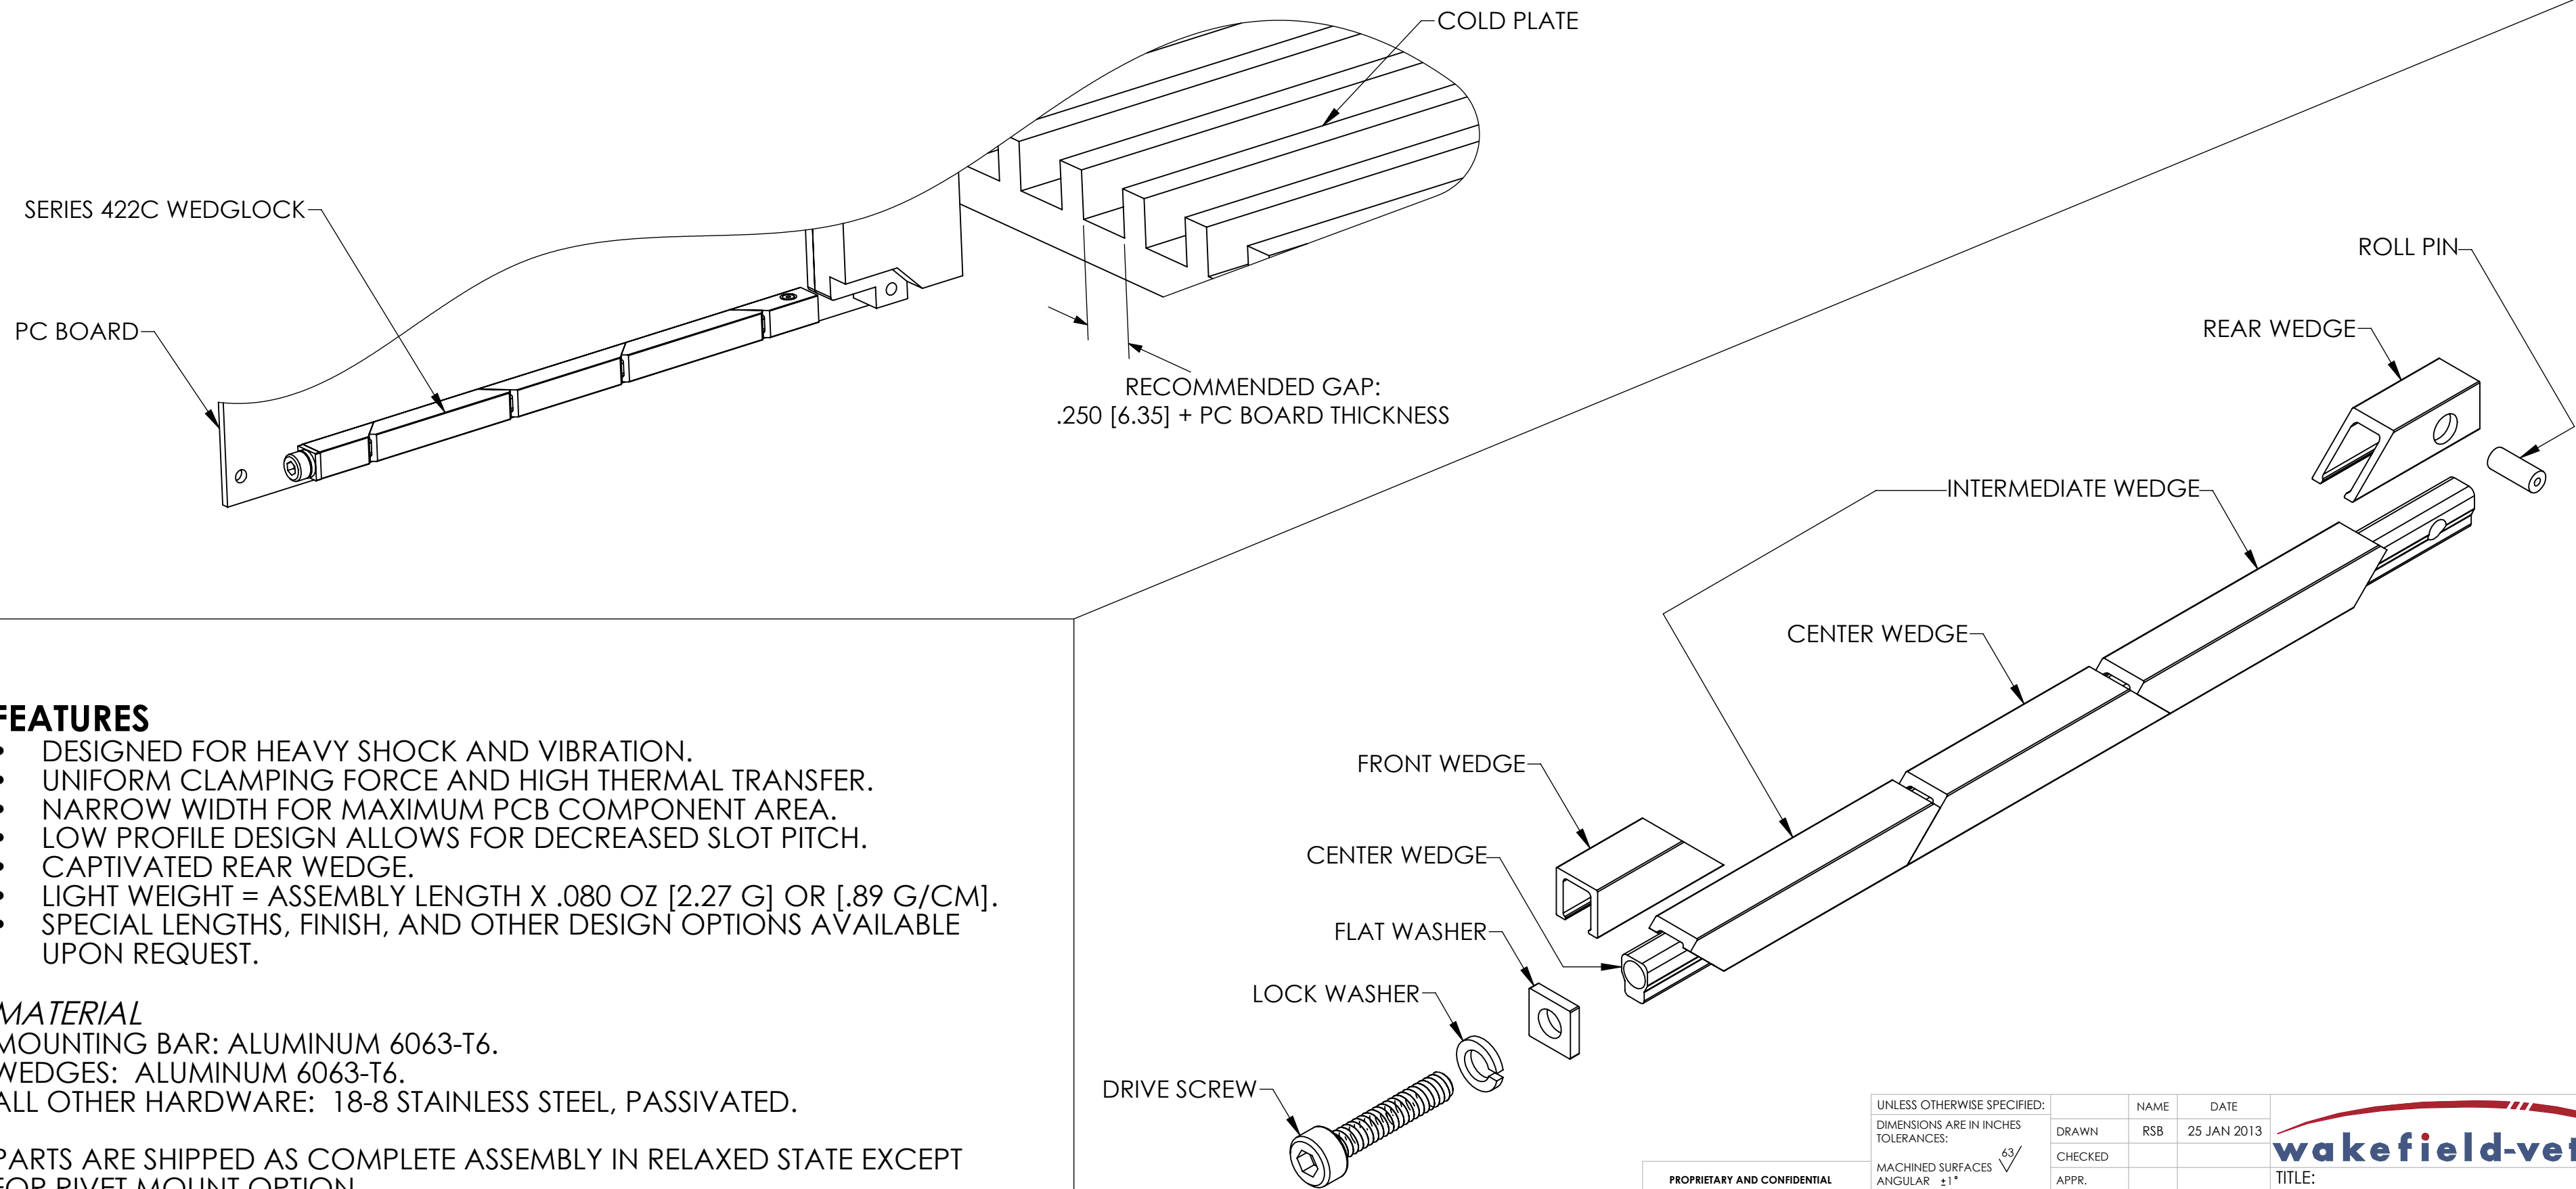 COLD PLATE
SERIES 422C WEDGLOCK
PC BOARD
RECOMMENDED GAP:
.250 [6.35] + PC BOARD THICKNESS
ROLL PIN
REAR WEDGE
INTERMEDIATE WEDGE
CENTER WEDGE
FRONT WEDGE
CENTER WEDGE
FLAT WASHER
LOCK WASHER
DRIVE SCREW
FEATURES
• DESIGNED FOR HEAVY SHOCK AND VIBRATION.
• UNIFORM CLAMPING FORCE AND HIGH THERMAL TRANSFER.
• NARROW WIDTH FOR MAXIMUM PCB COMPONENT AREA.
• LOW PROFILE DESIGN ALLOWS FOR DECREASED SLOT PITCH.
• CAPTIVATED REAR WEDGE.
• LIGHT WEIGHT = ASSEMBLY LENGTH X .080 OZ [2.27 G] OR [.89 G/CM].
• SPECIAL LENGTHS, FINISH, AND OTHER DESIGN OPTIONS AVAILABLE
UPON REQUEST.
MATERIAL
MOUNTING BAR: ALUMINUM 6063-T6.
WEDGES: ALUMINUM 6063-T6.
ALL OTHER HARDWARE: 18-8 STAINLESS STEEL, PASSIVATED.
PARTS ARE SHIPPED AS COMPLETE ASSEMBLY IN RELAXED STATE EXCEPT
FOR RIVET MOUNT OPTION
PROPRIETARY AND CONFIDENTIAL
UNLESS OTHERWISE SPECIFIED:
DIMENSIONS ARE IN INCHES
TOLERANCES:
MACHINED SURFACES 63
ANGULAR ±1°
NAME DATE
DRAWN RSB 25 JAN 2013
CHECKED
APPR.
wakefield-vet
TITLE: